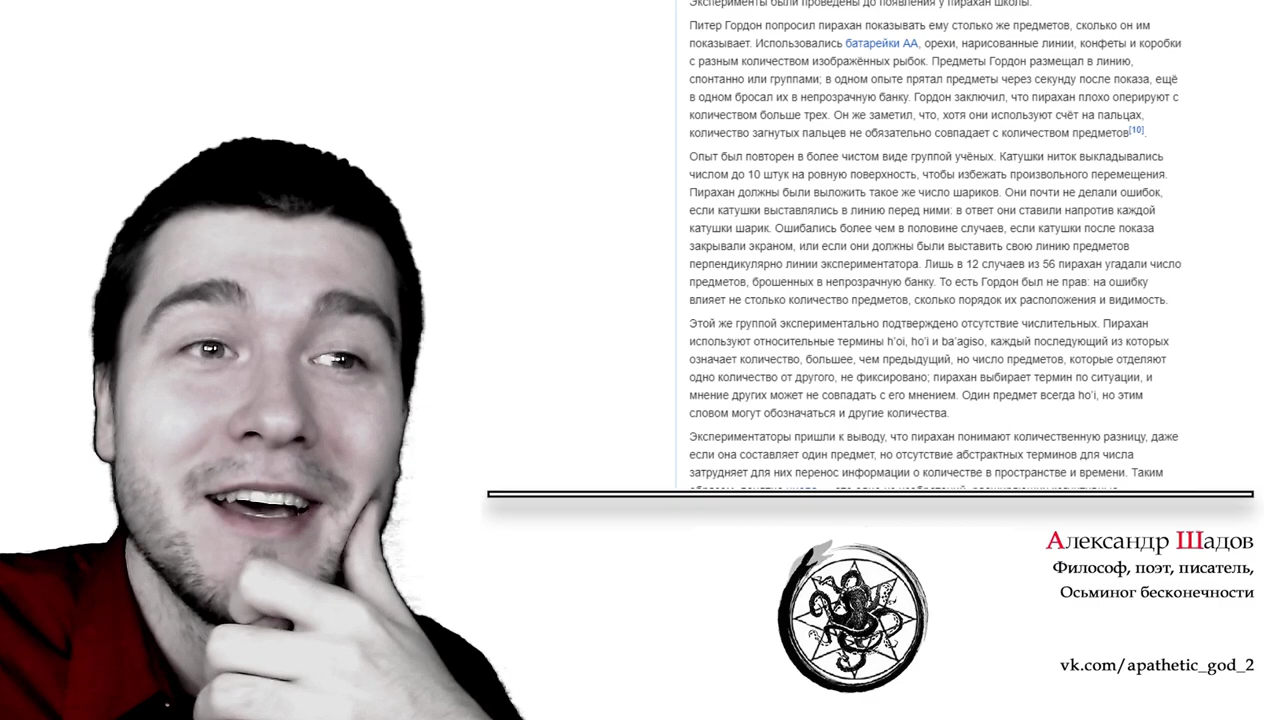 Эксперименты были проведены до появления у пирахан школы.
Питер Гордон попросил пирахан показывать ему столько же предметов, сколько он им
показывает. Использовались батарейки АА, орехи, нарисованные линии, конфеты и коробки
с разным количеством изображённых рыбок. Предметы Гордон размещал в линию,
спонтанно или группами; в одном опыте прятал предметы через секунду после показа, ещё
в одном бросал их в непрозрачную банку. Гордон заключил, что пирахан плохо оперируют с
количеством больше трех. Он же заметил, что, хотя они используют счёт на пальцах,
количество загнутых пальцев не обязательно совпадает с количеством предметов[10].
Опыт был повторен в более чистом виде группой учёных. Катушки ниток выкладывались
числом до 10 штук на ровную поверхность, чтобы избежать произвольного перемещения.
Пирахан должны были выложить такое же число шариков. Они почти не делали ошибок,
если катушки выставлялись в линию перед ними: в ответ они ставили напротив каждой
катушки шарик. Ошибались более чем в половине случаев, если катушки после показа
закрывали экраном, или если они должны были выставить свою линию предметов
перпендикулярно линии экспериментатора. Лишь в 12 случаев из 56 пирахан угадали число
предметов, брошенных в непрозрачную банку. То есть Гордон был не прав: на ошибку
влияет не столько количество предметов, сколько порядок их расположения и видимость.
Этой же группой экспериментально подтверждено отсутствие числительных. Пирахан
используют относительные термины h'oi, ho'i и ba'agiso, каждый последующий из которых
означает количество, большее, чем предыдущий, но число предметов, которые отделяют
одно количество от другого, не фиксировано; пирахан выбирает термин по ситуации, и
мнение других может не совпадать с его мнением. Один предмет всегда ho'i, но этим
словом могут обозначаться и другие количества.
Экспериментаторы пришли к выводу, что пирахан понимают количественную разницу, даже
если она составляет один предмет, но отсутствие абстрактных терминов для числа
затрудняет для них перенос информации о количестве в пространстве и времени. Таким
Александр Шадов
Философ, поэт, писатель,
Осьминог бесконечности
vk.com/apathetic_god_2